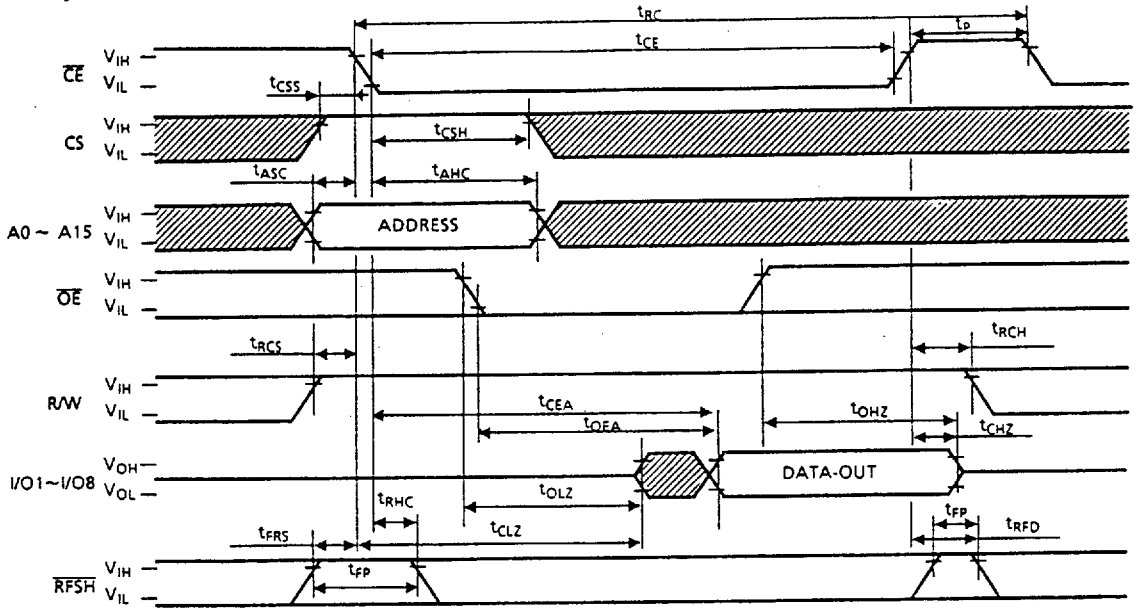 tRC
tCE
tP
CE
VIH
VIL
tCSS
CS
VIH
VIL
tCSH
tASC
tAHC
A0 ~ A15
VIH
VIL
ADDRESS
OE
VIH
VIL
tRCS
tRCH
R/W
VIH
VIL
tCEA
tOEA
tOHZ
tCHZ
I/O1~I/O8
VOH
VOL
DATA-OUT
tOLZ
tRHC
tFRS
tCLZ
tFP
tRFD
RFSH
VIH
VIL
tFP